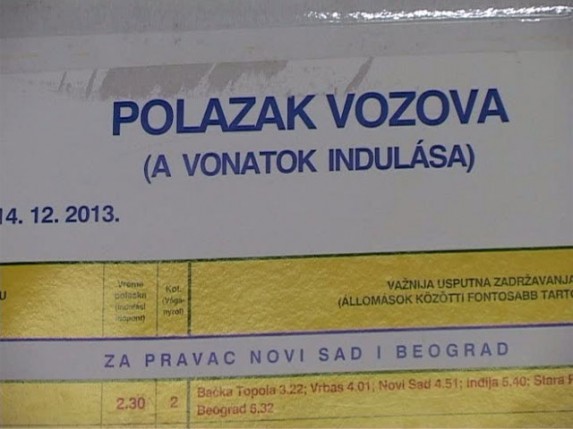 POLAZAK VOZOVA
(A VONATOK INDULÁSA)
14. 12. 2013.
U
Vreme polaska
Kol.
VAŽNIJA USPUTNA ZADRŽAVANJA
(ÁLLOMÁSOK KÖZÖTTI FONTOSABB TARTÓ
ZA PRAVAC NOVI SAD I BEOGRAD
2.30 2 Bačka Topola 3.22; Vrbas 4.01; Novi Sad 4.51; Inđija 5.40; Stara P
Beograd 6.32